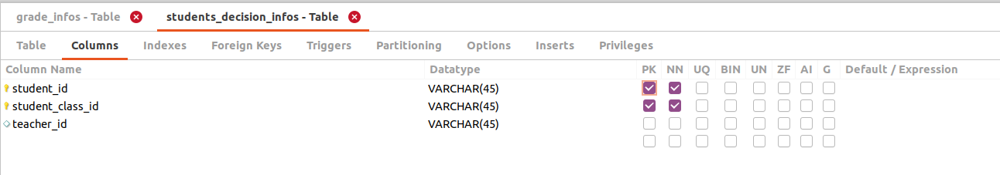 grade_infos - Table students_decision_infos - Table
Table Columns Indexes Foreign Keys Triggers Partitioning Options Inserts Privileges
Column Name Datatype PK NN UQ BIN UN ZF AI G Default / Expression
student_id VARCHAR(45)
student_class_id VARCHAR(45)
teacher_id VARCHAR(45)